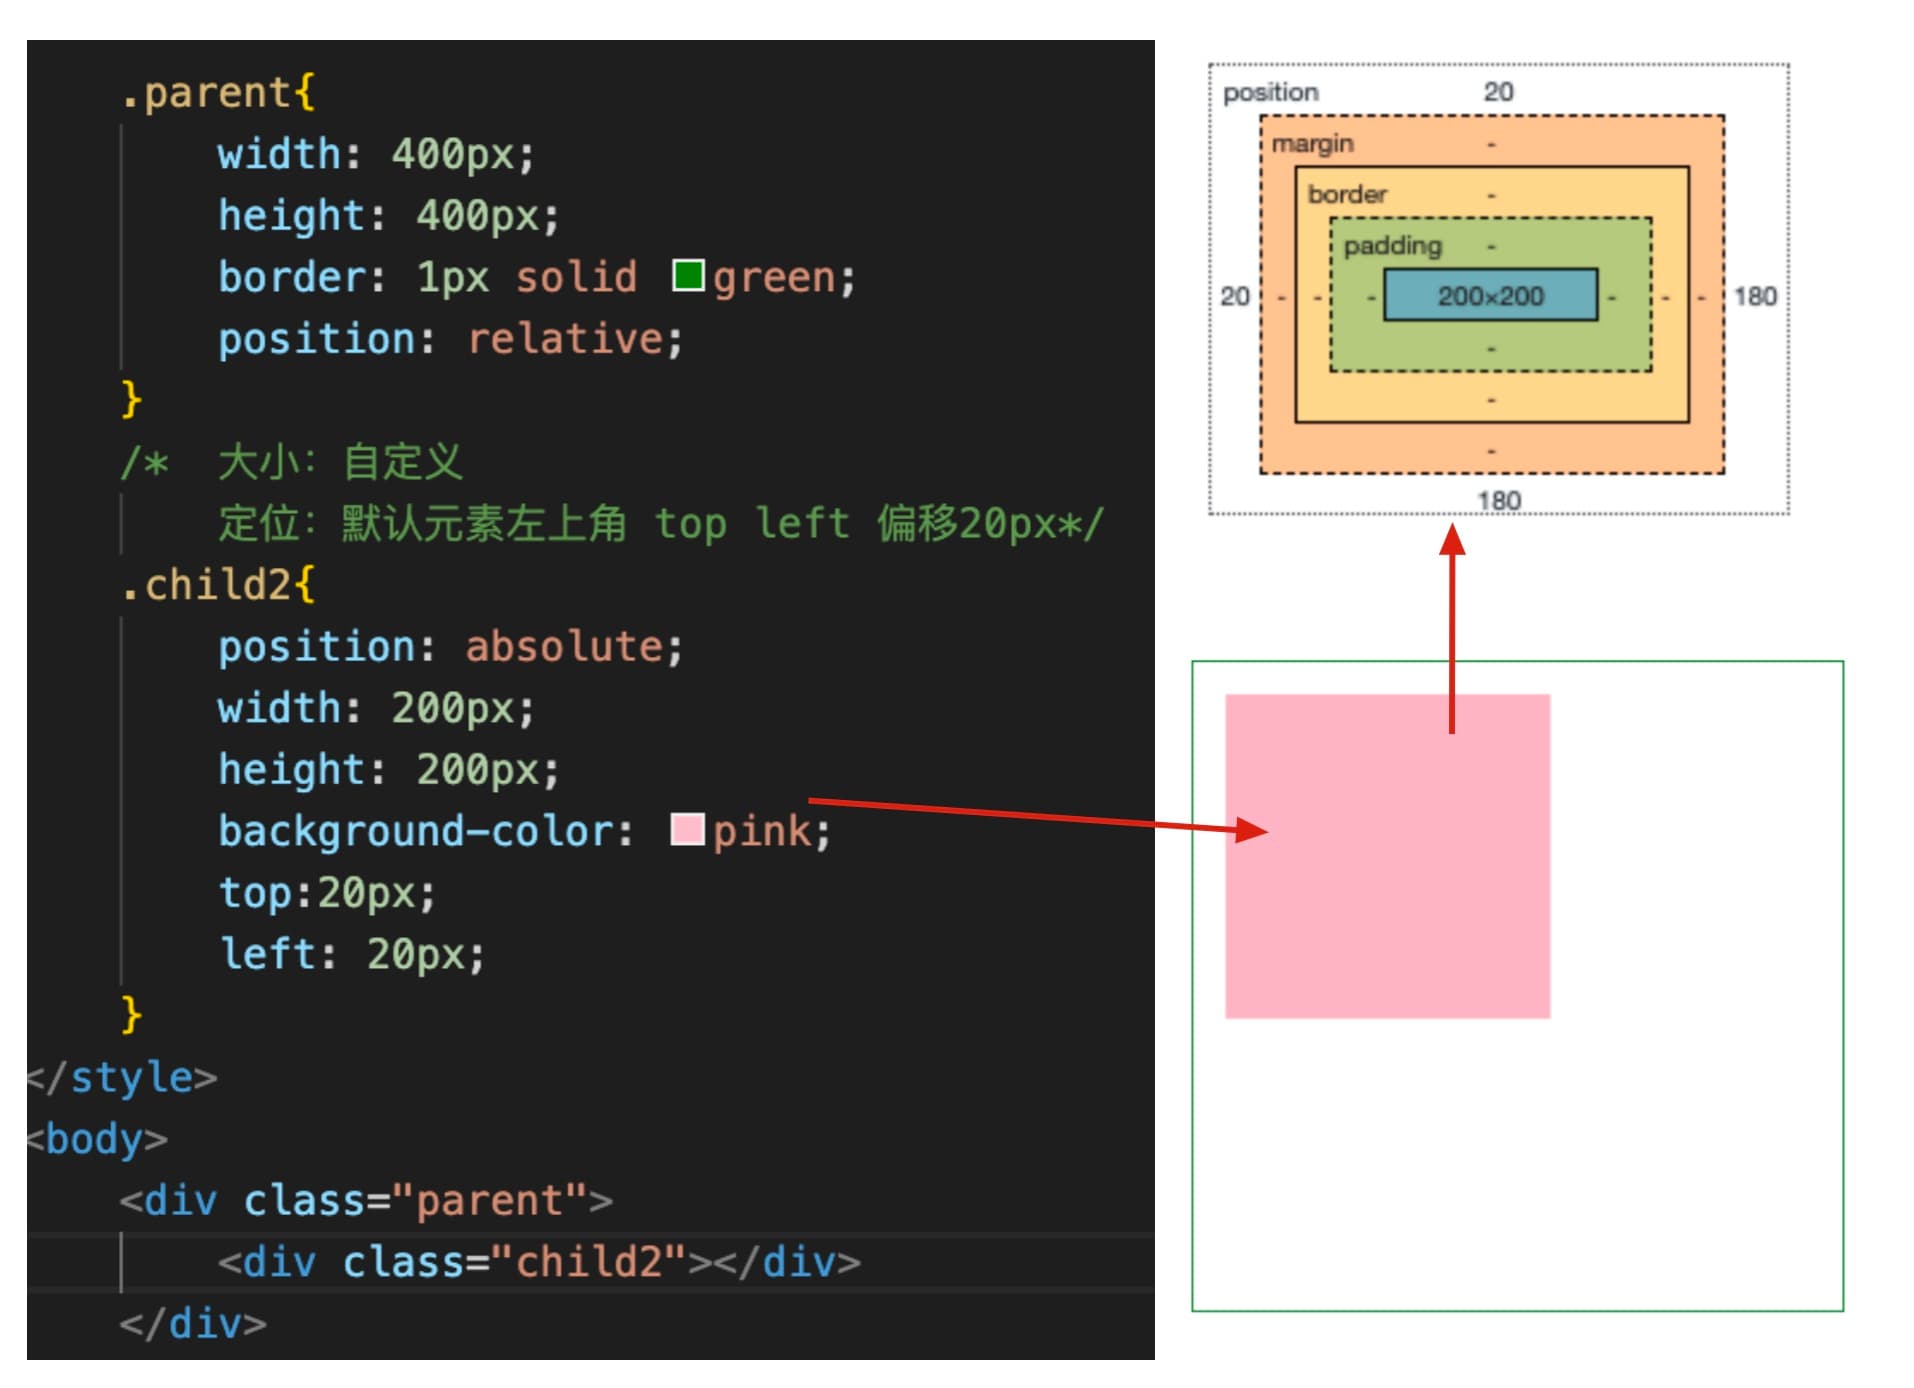 .parent{
width: 400px;
height: 400px;
border: 1px solid green;
position: relative;
}
/* 大小：自定义
定位：默认元素左上角 top left 偏移20px*/
.child2{
position: absolute;
width: 200px;
height: 200px;
background-color: pink;
top:20px;
left: 20px;
}
</style>
<body>
<div class="parent">
<div class="child2"></div>
</div>
position 20
margin -
border -
padding -
20 - - - 200×200 - - - 180
-
-
-
180